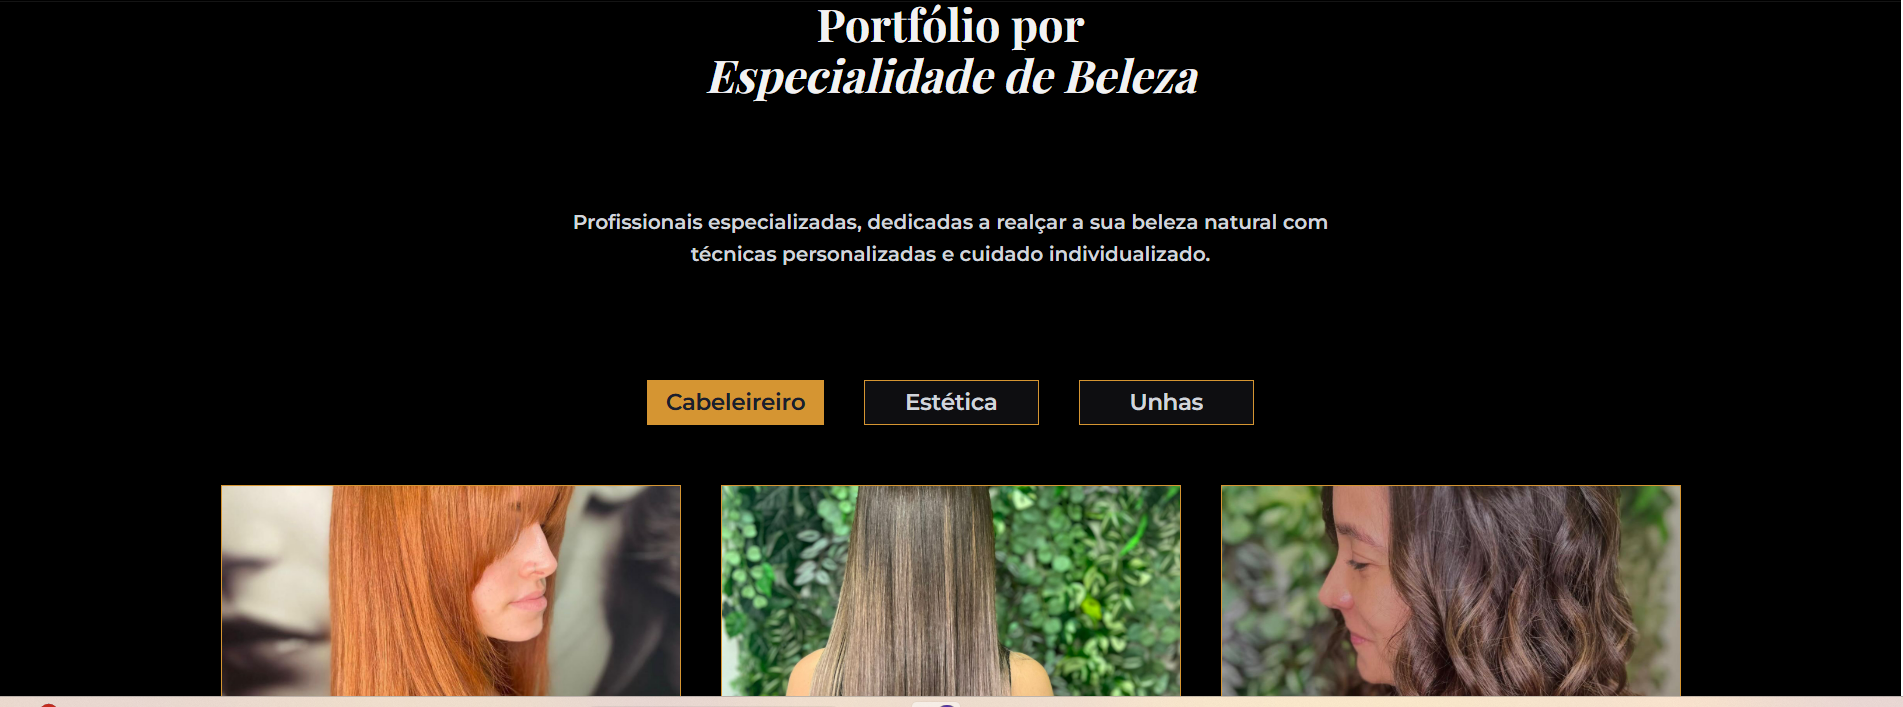 Portfólio por
Especialidade de Beleza
Profissionais especializadas, dedicadas a realçar a sua beleza natural com
técnicas personalizadas e cuidado individualizado.
Cabeleireiro
Estética
Unhas